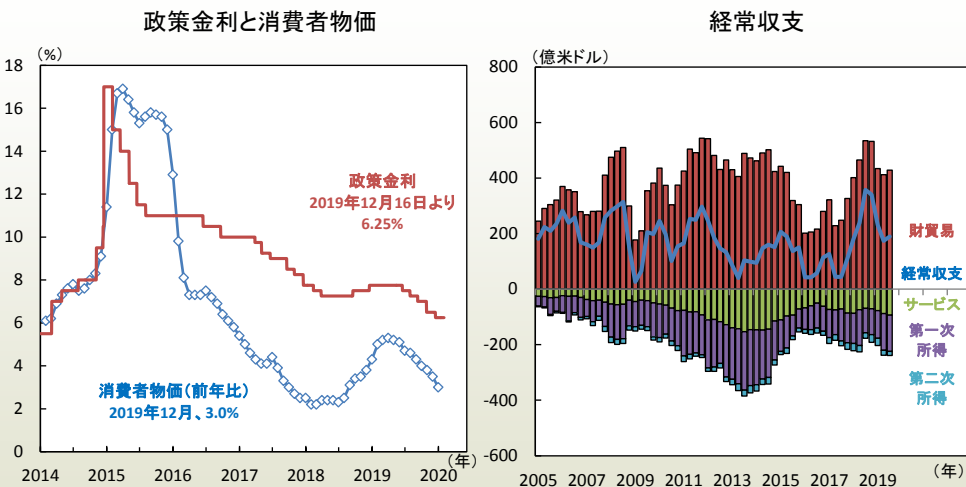 政策金利と消費者物価
(%)
18
16
14
12
10
8
6
4
2
0
2014 2015 2016 2017 2018 2019 2020
(年)
政策金利
2019年12月16日より
6.25%
消費者物価(前年比)
2019年12月、3.0%
経常収支
(億米ドル)
800
600
400
200
0
-200
-400
-600
2005 2007 2009 2011 2013 2015 2017 2019
(年)
財貿易
経常収支
サービス
第一次
所得
第二次
所得